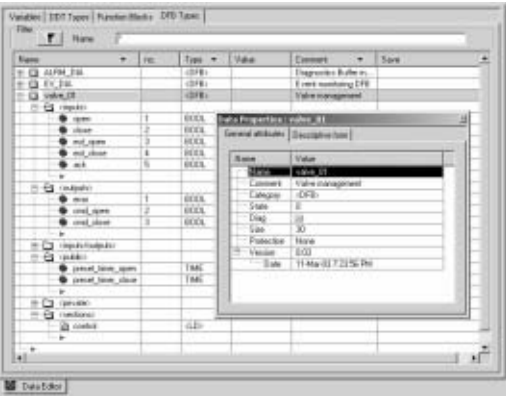 Variables DDT Types Function Blocks DFB Types
Filter
Name
Name no. Type Value Comment Save
ALRM_DIA <DFB> Diagnostics Buffer in...
EV_DIA <DFB> Event monitoring DFB
valve_01 <DFB> Valve management
<inputs>
open 1 BOOL
close 2 BOOL
evd_open 3 BOOL
evd_close 4 BOOL
ack 5 BOOL
<outputs>
error 1 BOOL
cmd_open 2 BOOL
cmd_close 3 BOOL
<inputs/outputs>
<public>
preset_time_open TIME
preset_time_close TIME
<private>
<sections>
control <LD>
Data Properties : valve_01
General attributes Descriptive form
Name Value
Name valve_01
Comment Valve management
Category <DFB>
State 0
Diag
Size 30
Protection None
Version 0.03
Date 11-Mar-03 7:23:56 PM
Data Editor